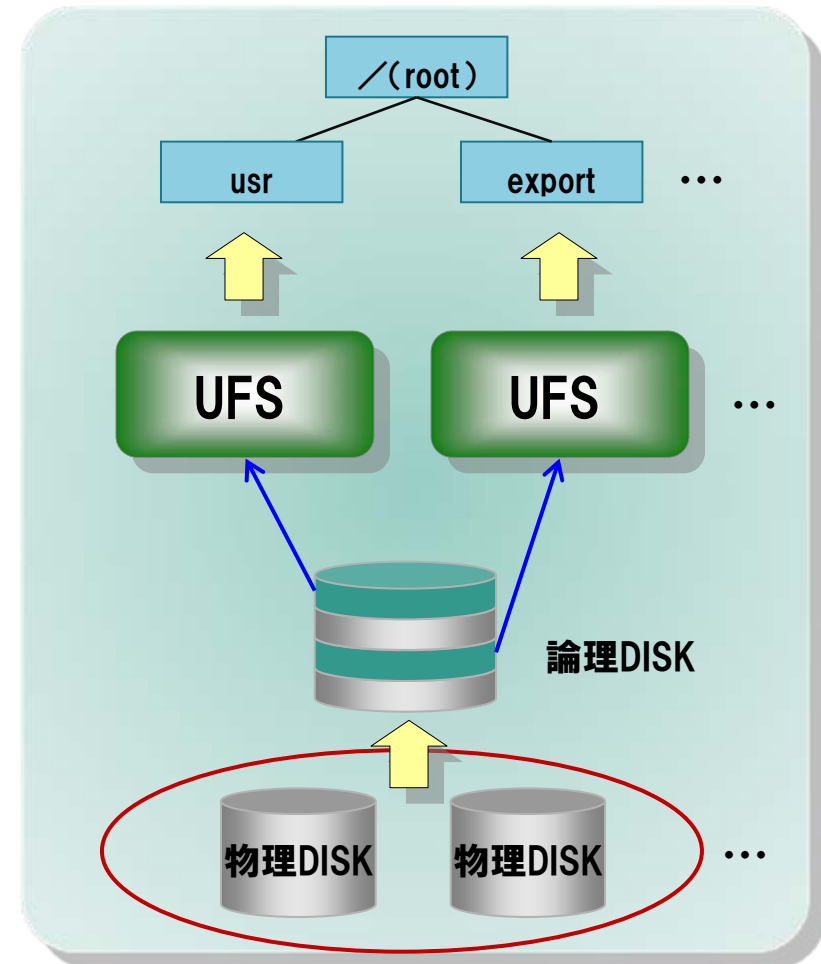 ／(root)
usr
export
…
UFS
UFS
…
論理DISK
物理DISK
物理DISK
…